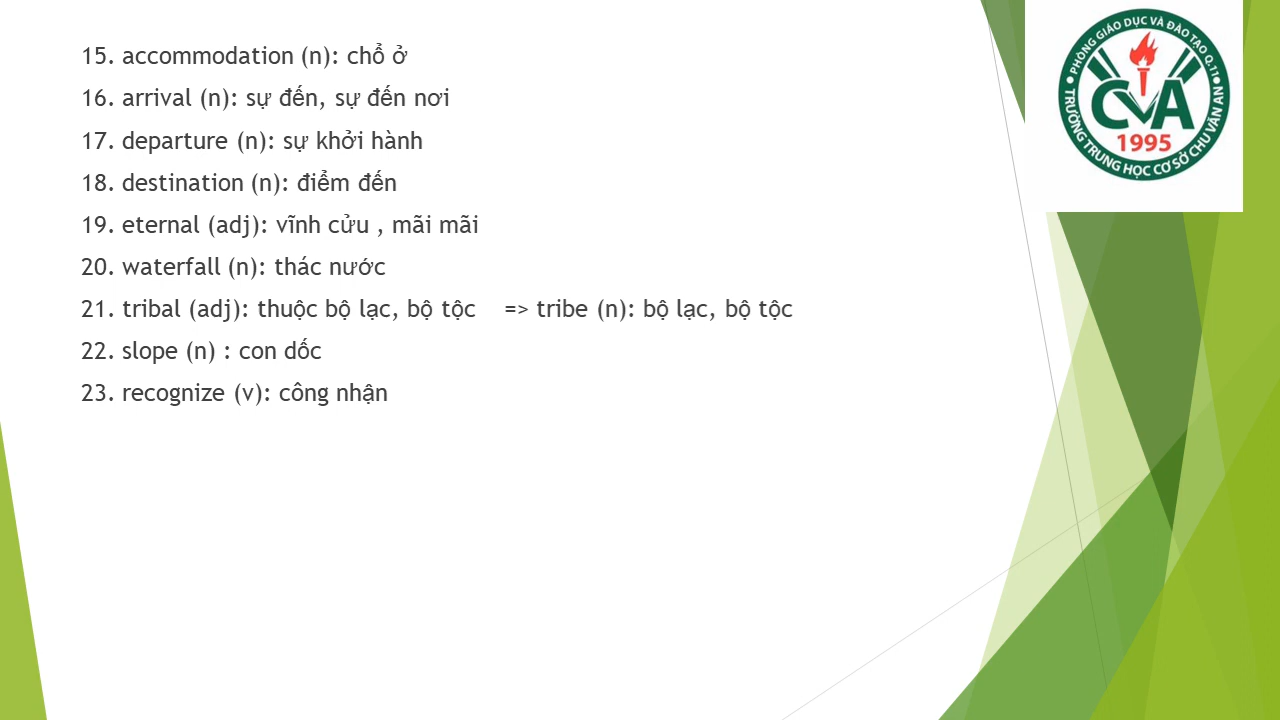 15. accommodation (n): chổ ở
16. arrival (n): sự đến, sự đến nơi
17. departure (n): sự khởi hành
18. destination (n): điểm đến
19. eternal (adj): vĩnh cửu , mãi mãi
20. waterfall (n): thác nước
21. tribal (adj): thuộc bộ lạc, bộ tộc => tribe (n): bộ lạc, bộ tộc
22. slope (n) : con dốc
23. recognize (v): công nhận
PHÒNG GIÁO DỤC VÀ ĐÀO TẠO Q.11
CVA
1995
TRƯỜNG TRUNG HỌC CƠ SỞ CHU VĂN AN